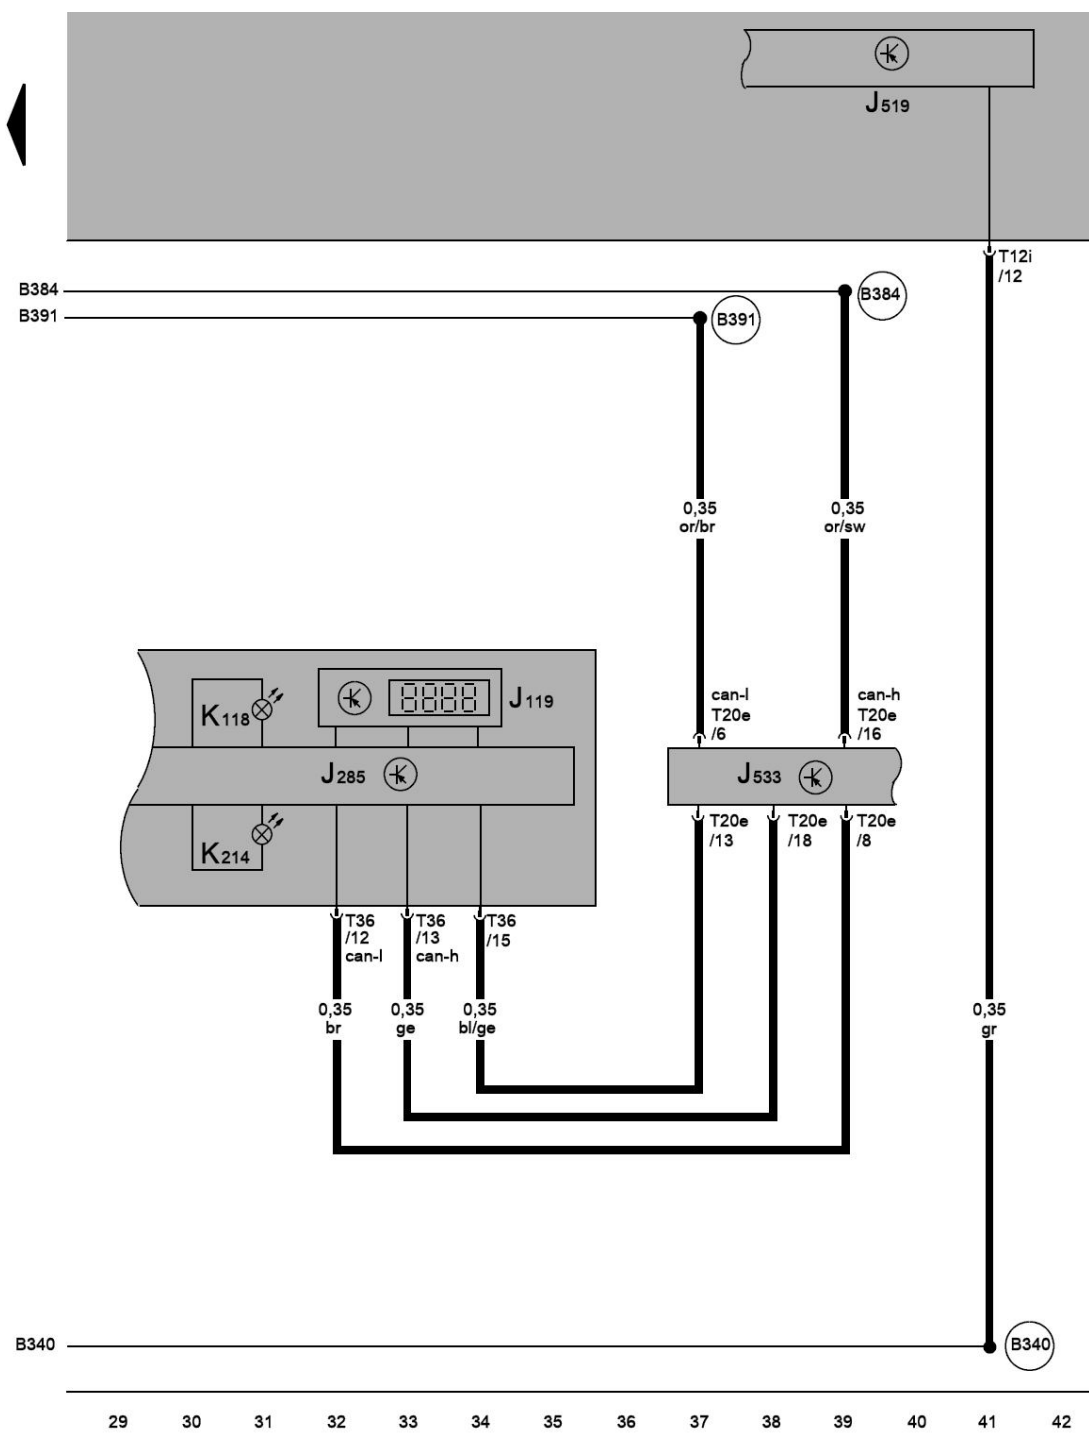 J519
T12i
/12
B384
B384
B391
B391
0,35
or/br
0,35
or/sw
can-l
T20e
/6
can-h
T20e
/16
K118
J119
J285
J533
K214
T20e
/13
T20e
/18
T20e
/8
T36
/12
can-l
T36
/13
can-h
T36
/15
0,35
br
0,35
ge
0,35
bl/ge
0,35
gr
B340
B340
29 30 31 32 33 34 35 36 37 38 39 40 41 42